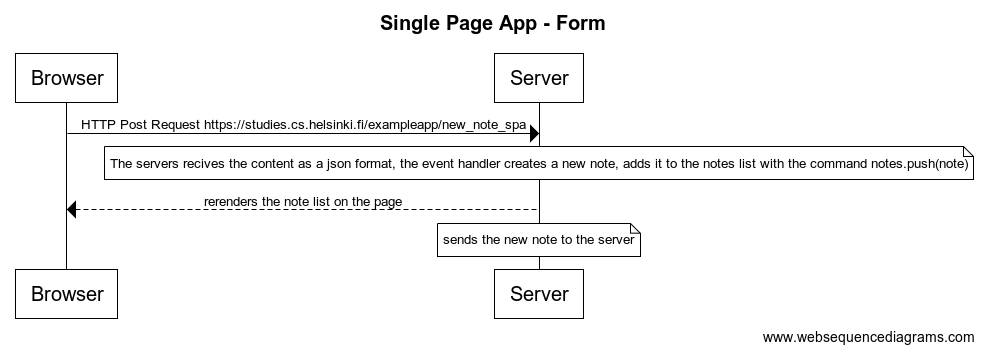 Single Page App - Form
Browser
Server
HTTP Post Request https://studies.cs.helsinki.fi/exampleapp/new_note_spa
The servers recives the content as a json format, the event handler creates a new note, adds it to the notes list with the command notes.push(note)
rerenders the note list on the page
sends the new note to the server
Browser
Server
www.websequencediagrams.com